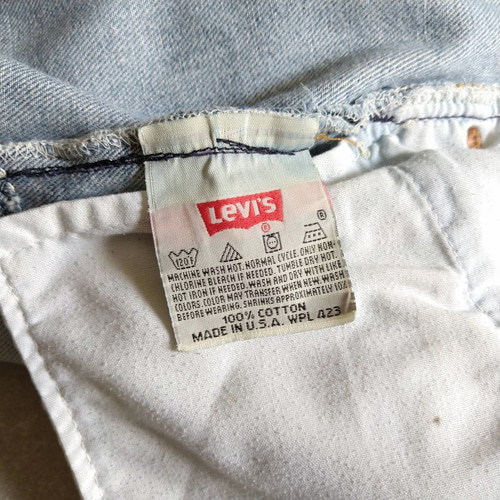 Levi's
®
120F
®
MACHINE WASH HOT. NORMAL CYCLE. ONLY NON-
CHLORINE BLEACH IF NEEDED. TUMBLE DRY HOT.
HOT IRON IF NEEDED. WASH AND DRY WITH LIKE
COLORS. COLOR MAY TRANSFER WHEN NEW. WASH
BEFORE WEARING. SHRINKS APPROXIMATELY 10%
100% COTTON
MADE IN U.S.A. WPL 423